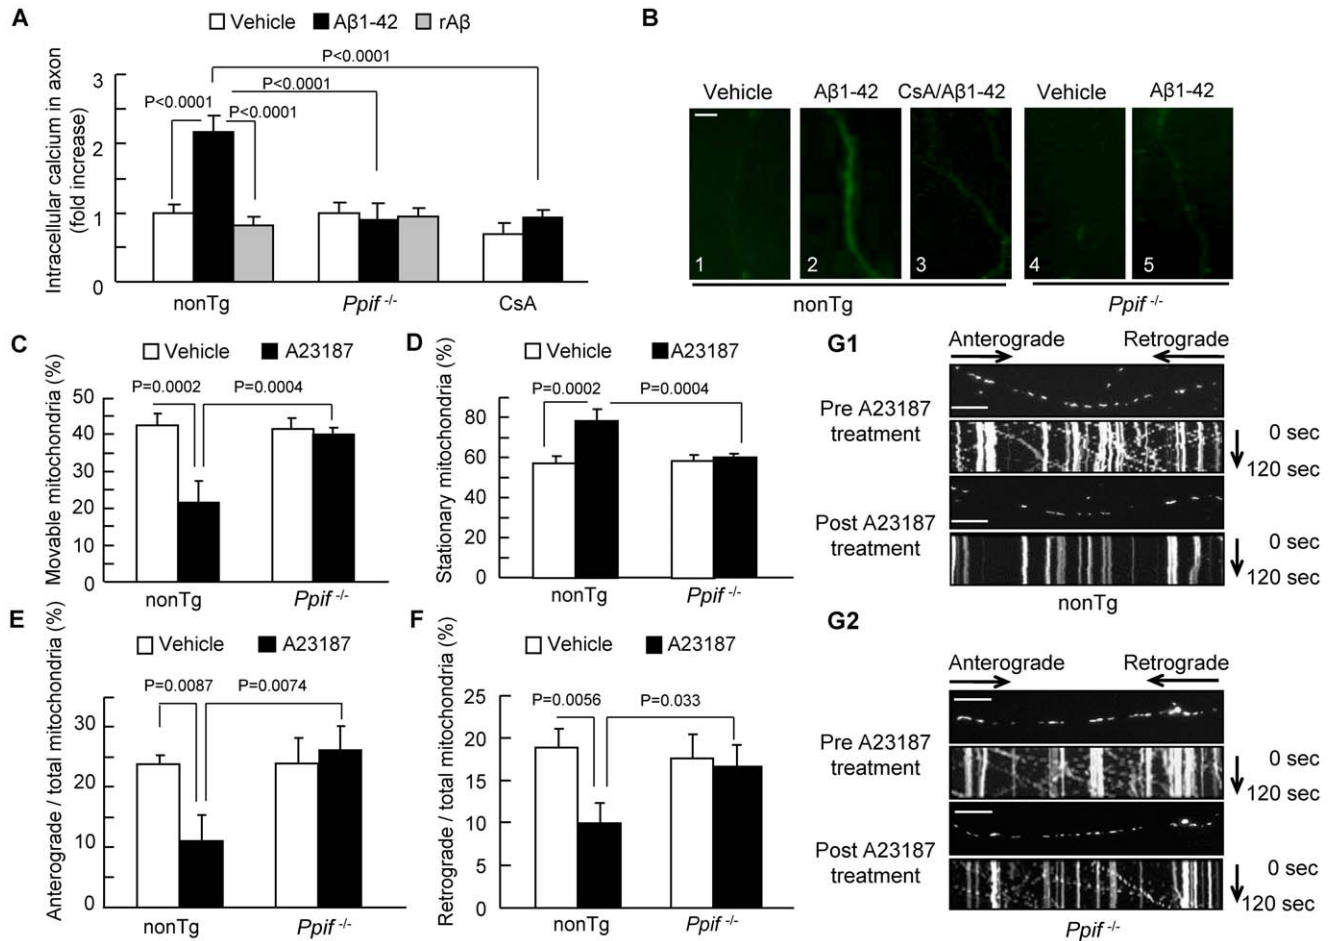 A
Vehicle Aβ1-42 rAβ
P<0.0001
P<0.0001
P<0.0001
P<0.0001
Intracellular calcium in axon
(fold increase)
3
2
1
0
nonTg Ppif -/- CsA
B
Vehicle Aβ1-42 CsA/Aβ1-42 Vehicle Aβ1-42
1 2 3 4 5
nonTg Ppif -/-
C
Vehicle A23187
P=0.0002 P=0.0004
Movable mitochondria (%)
50
40
30
20
10
0
nonTg Ppif -/-
D
Vehicle A23187
P=0.0002 P=0.0004
Stationary mitochondria (%)
80
60
40
20
0
nonTg Ppif -/-
E
Vehicle A23187
P=0.0087 P=0.0074
Anterograde / total mitochondria (%)
30
20
10
0
nonTg Ppif -/-
F
Vehicle A23187
P=0.0056 P=0.033
Retrograde / total mitochondria (%)
25
20
15
10
5
0
nonTg Ppif -/-
G1
Anterograde Retrograde
Pre A23187
treatment
0 sec
120 sec
Post A23187
treatment
0 sec
120 sec
nonTg
G2
Anterograde Retrograde
Pre A23187
treatment
0 sec
120 sec
Post A23187
treatment
0 sec
120 sec
Ppif -/-